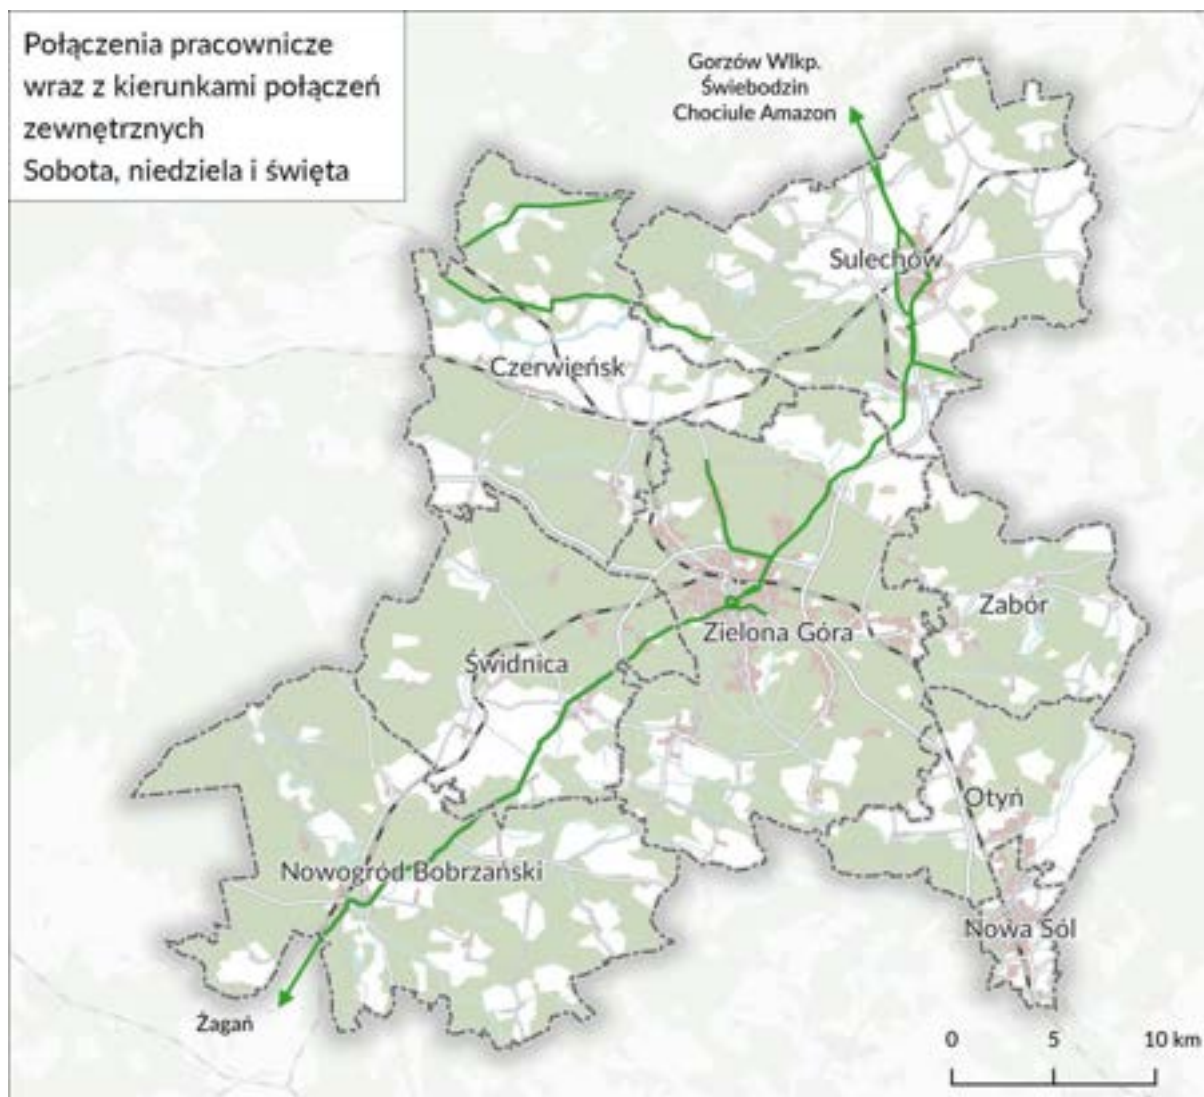 Połączenia pracownicze
wraz z kierunkami połączeń
zewnętrznych
Sobota, niedziela i święta
Gorzów Wlkp.
Świebodzin
Chociule Amazon
Sulechów
Czerwieńsk
Zabór
Zielona Góra
Świdnica
Otyń
Nowogród Bobrzański
Nowa Sól
Żagań
0 5 10 km